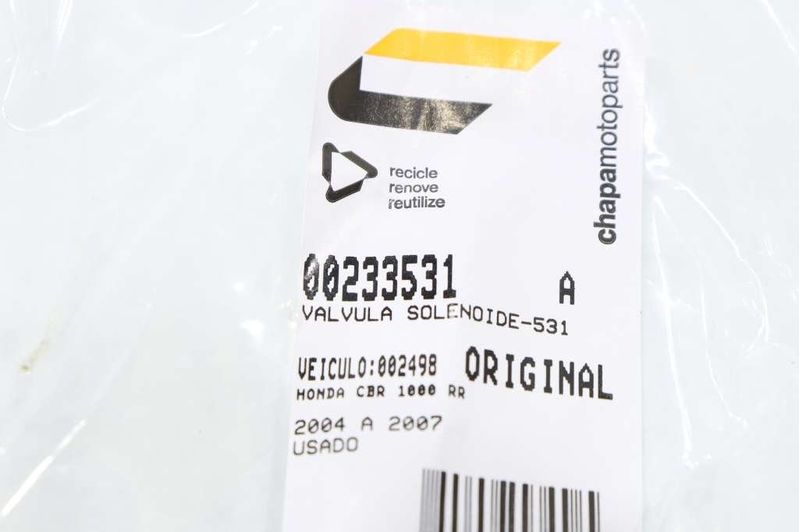 chapamotoparts
recicle
renove
reutilize
00233531 A
VALVULA SOLENOIDE-531
VEICULO:002498 ORIGINAL
HONDA CBR 1000 RR
2004 A 2007
USADO